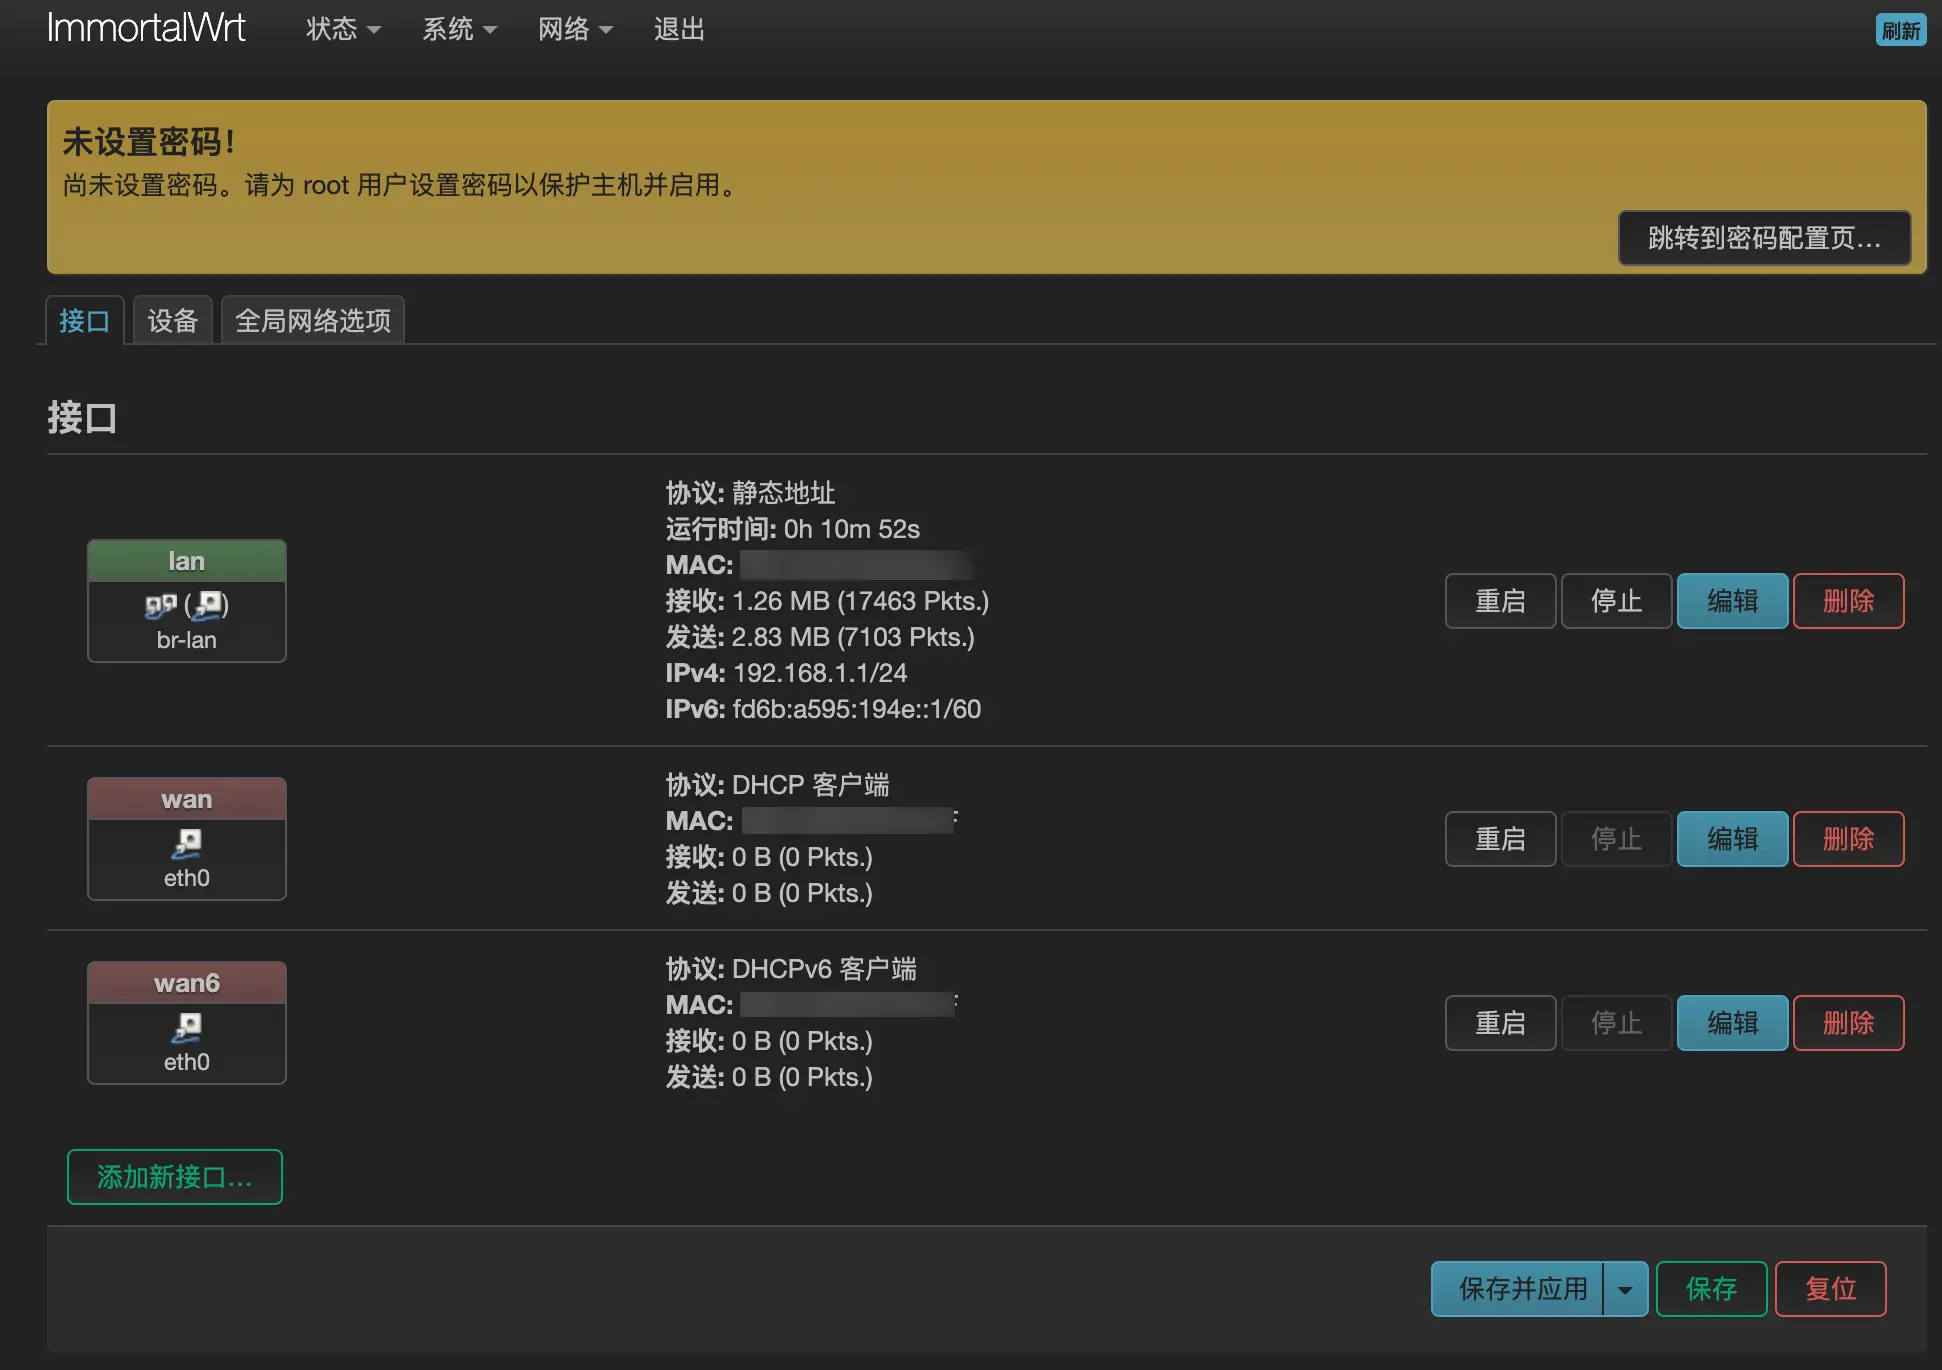 ImmortalWrt 状态 系统 网络 退出 刷新
未设置密码！
尚未设置密码。请为 root 用户设置密码以保护主机并启用。
跳转到密码配置页...
接口 设备 全局网络选项
接口
lan
br-lan
协议: 静态地址
运行时间: 0h 10m 52s
MAC:
接收: 1.26 MB (17463 Pkts.)
发送: 2.83 MB (7103 Pkts.)
IPv4: 192.168.1.1/24
IPv6: fd6b:a595:194e::1/60
重启 停止 编辑 删除
wan
eth0
协议: DHCP 客户端
MAC:
接收: 0 B (0 Pkts.)
发送: 0 B (0 Pkts.)
重启 停止 编辑 删除
wan6
eth0
协议: DHCPv6 客户端
MAC:
接收: 0 B (0 Pkts.)
发送: 0 B (0 Pkts.)
重启 停止 编辑 删除
添加新接口...
保存并应用 保存 复位